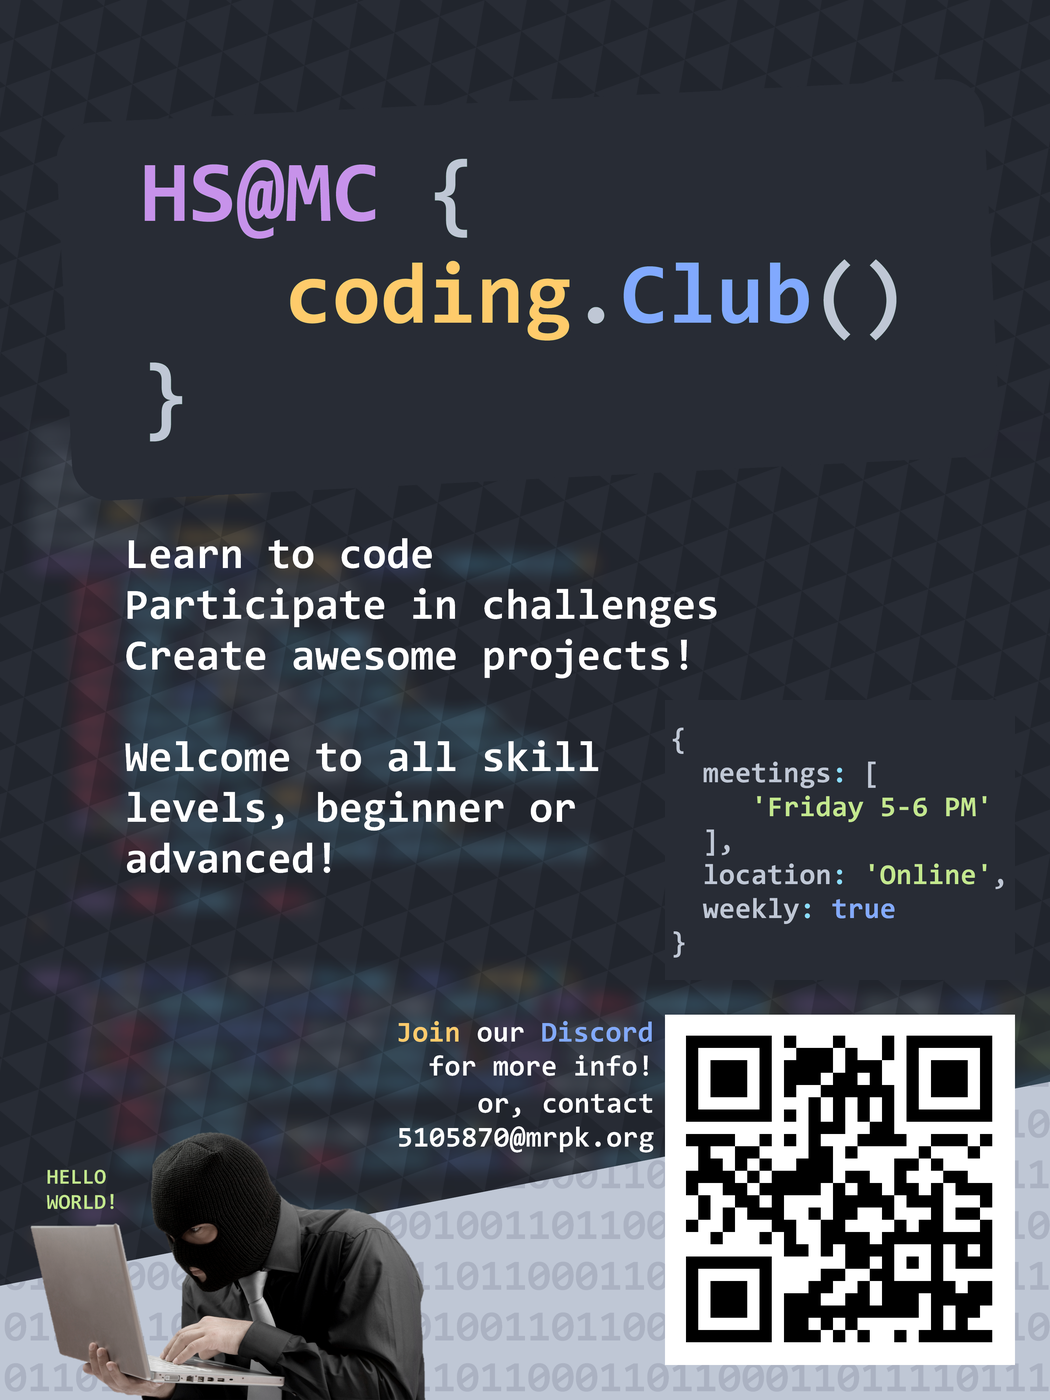 HS@MC {
coding.Club()
}
Learn to code
Participate in challenges
Create awesome projects!
Welcome to all skill
levels, beginner or
advanced!
{
meetings: [
'Friday 5-6 PM'
],
location: 'Online',
weekly: true
}
Join our Discord
for more info!
or, contact
5105870@mrpk.org
HELLO
WORLD!